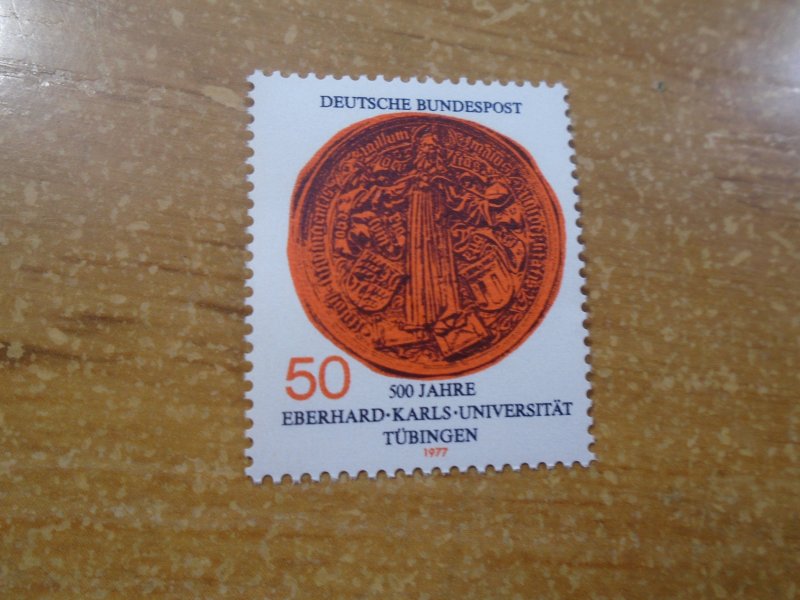 DEUTSCHE BUNDESPOST
50
500 JAHRE
EBERHARD·KARLS·UNIVERSITÄT
TÜBINGEN
1977